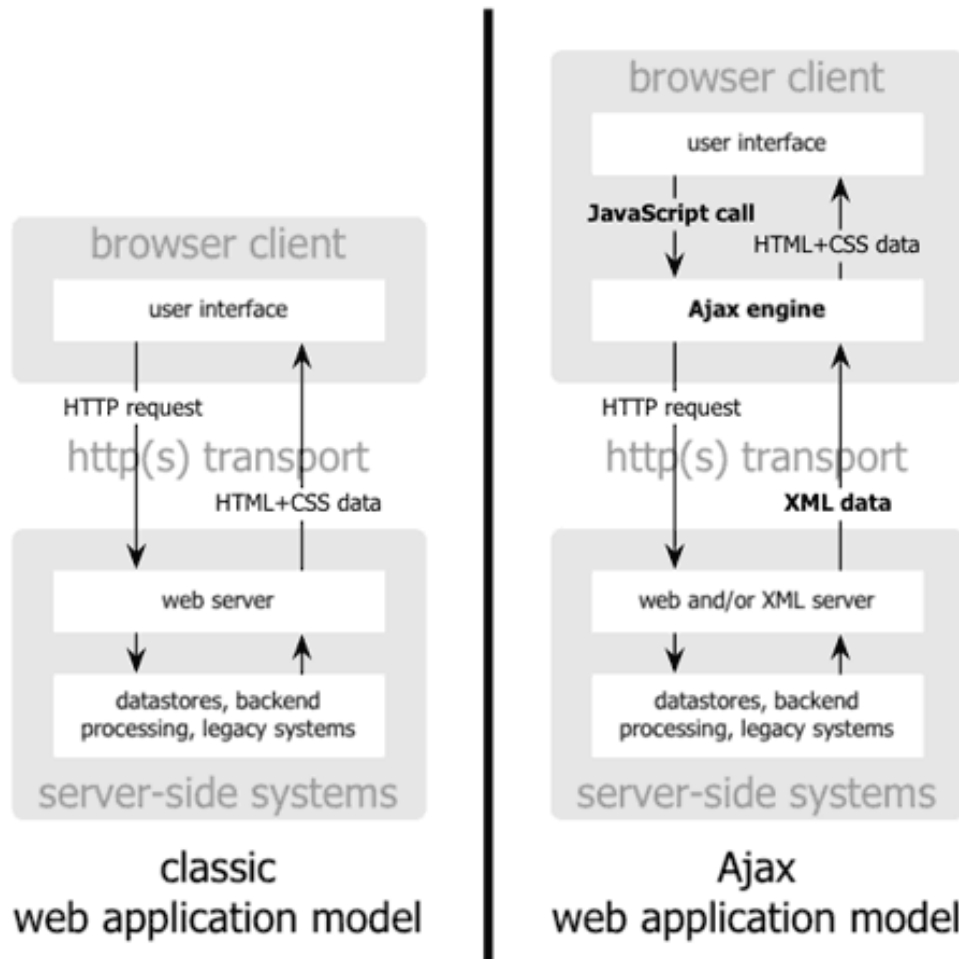 browser client
user interface
HTTP request
http(s) transport
HTML+CSS data
web server
datastores, backend
processing, legacy systems
server-side systems
classic
web application model
browser client
user interface
JavaScript call
HTML+CSS data
Ajax engine
HTTP request
http(s) transport
XML data
web and/or XML server
datastores, backend
processing, legacy systems
server-side systems
Ajax
web application model